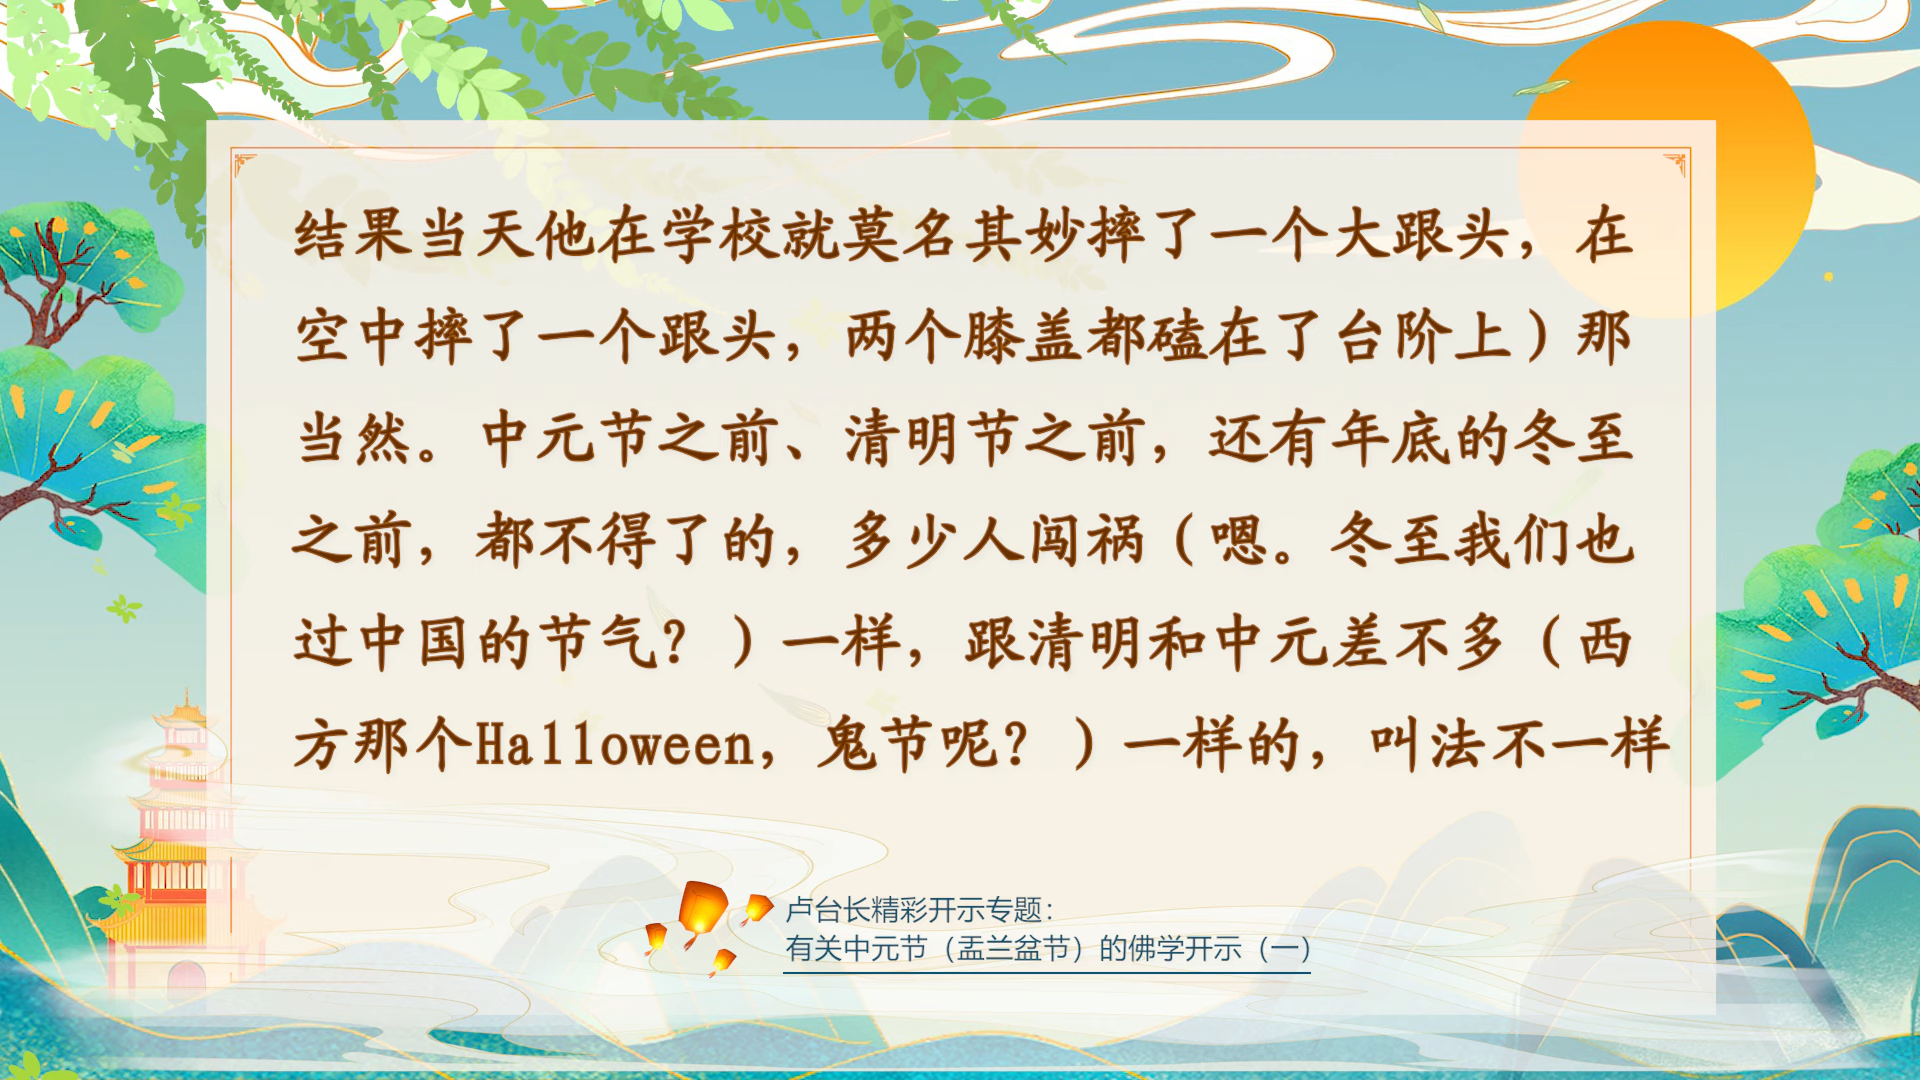 结果当天他在学校就莫名其妙摔了一个大跟头，在
空中摔了一个跟头，两个膝盖都磕在了台阶上）那
当然。中元节之前、清明节之前，还有年底的冬至
之前，都不得了的，多少人闯祸（嗯。冬至我们也
过中国的节气？）一样，跟清明和中元差不多（西
方那个Halloween，鬼节呢？）一样的，叫法不一样
卢台长精彩开示专题：
有关中元节（盂兰盆节）的佛学开示（一）